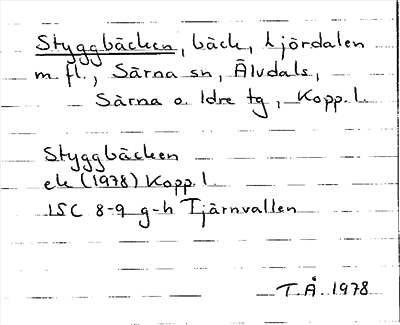 Styggbäcken, bäck, Ljördalen
m. fl., Särna sn, Älvdals,
Särna o. Idre tg, Kopp. l.
Styggbäcken
ek (1978) Kopp. l
15C 8-9 g-h Tjärnvallen
T. Å. 1978